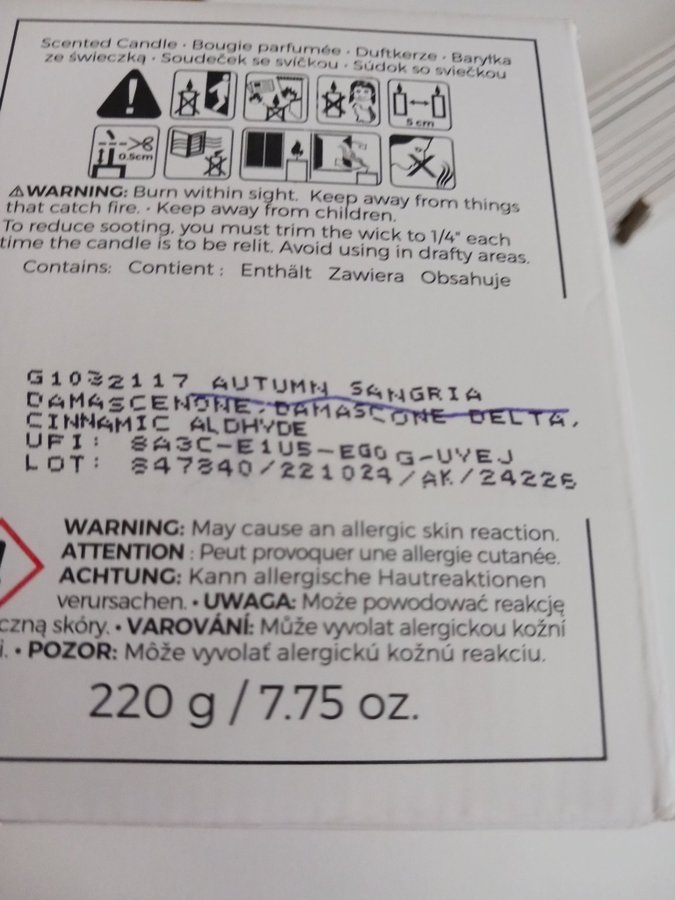 Scented Candle · Bougie parfumée · Duftkerze · Baryłka
ze świeczką · Soudeček se svíčkou · Súdok so sviečkou
5 cm
0.5cm
⚠WARNING: Burn within sight. Keep away from things
that catch fire. · Keep away from children.
To reduce sooting, you must trim the wick to 1/4" each
time the candle is to be relit. Avoid using in drafty areas.
Contains: Contient : Enthält Zawiera Obsahuje
G1032117 AUTUMN SANGRIA
DAMASCENONE, DAMASCONE DELTA,
CINNAMIC ALDHYDE
UFI: 8A3C-E1U5-EG0G-UYEJ
LOT: 847840/221024/AK/24226
WARNING: May cause an allergic skin reaction.
ATTENTION : Peut provoquer une allergie cutanée.
ACHTUNG: Kann allergische Hautreaktionen
verursachen. • UWAGA: Może powodować reakcję
czną skóry. • VAROVÁNÍ: Může vyvolat alergickou kožní
i. • POZOR: Môže vyvolať alergickú kožnú reakciu.
220 g / 7.75 oz.